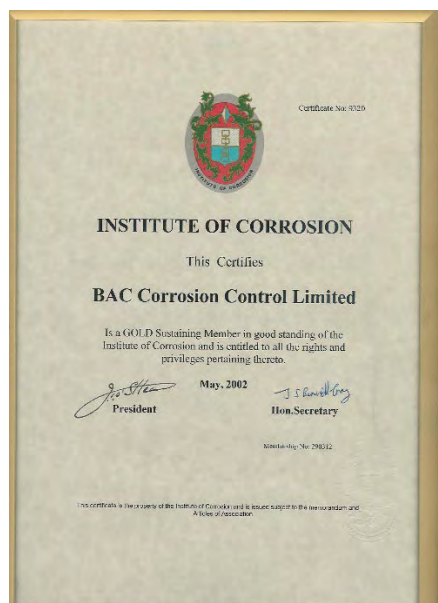 Certificate No: 9320
INSTITUTE OF CORROSION
INSTITUTE OF CORROSION
This Certifies
BAC Corrosion Control Limited
Is a GOLD Sustaining Member in good standing of the
Institute of Corrosion and is entitled to all the rights and
privileges pertaining thereto.
May, 2002
President
Hon.Secretary
Membership No: 298312
This certificate is the property of the Institute of Corrosion and is issued subject to the memorandum and
Articles of Association